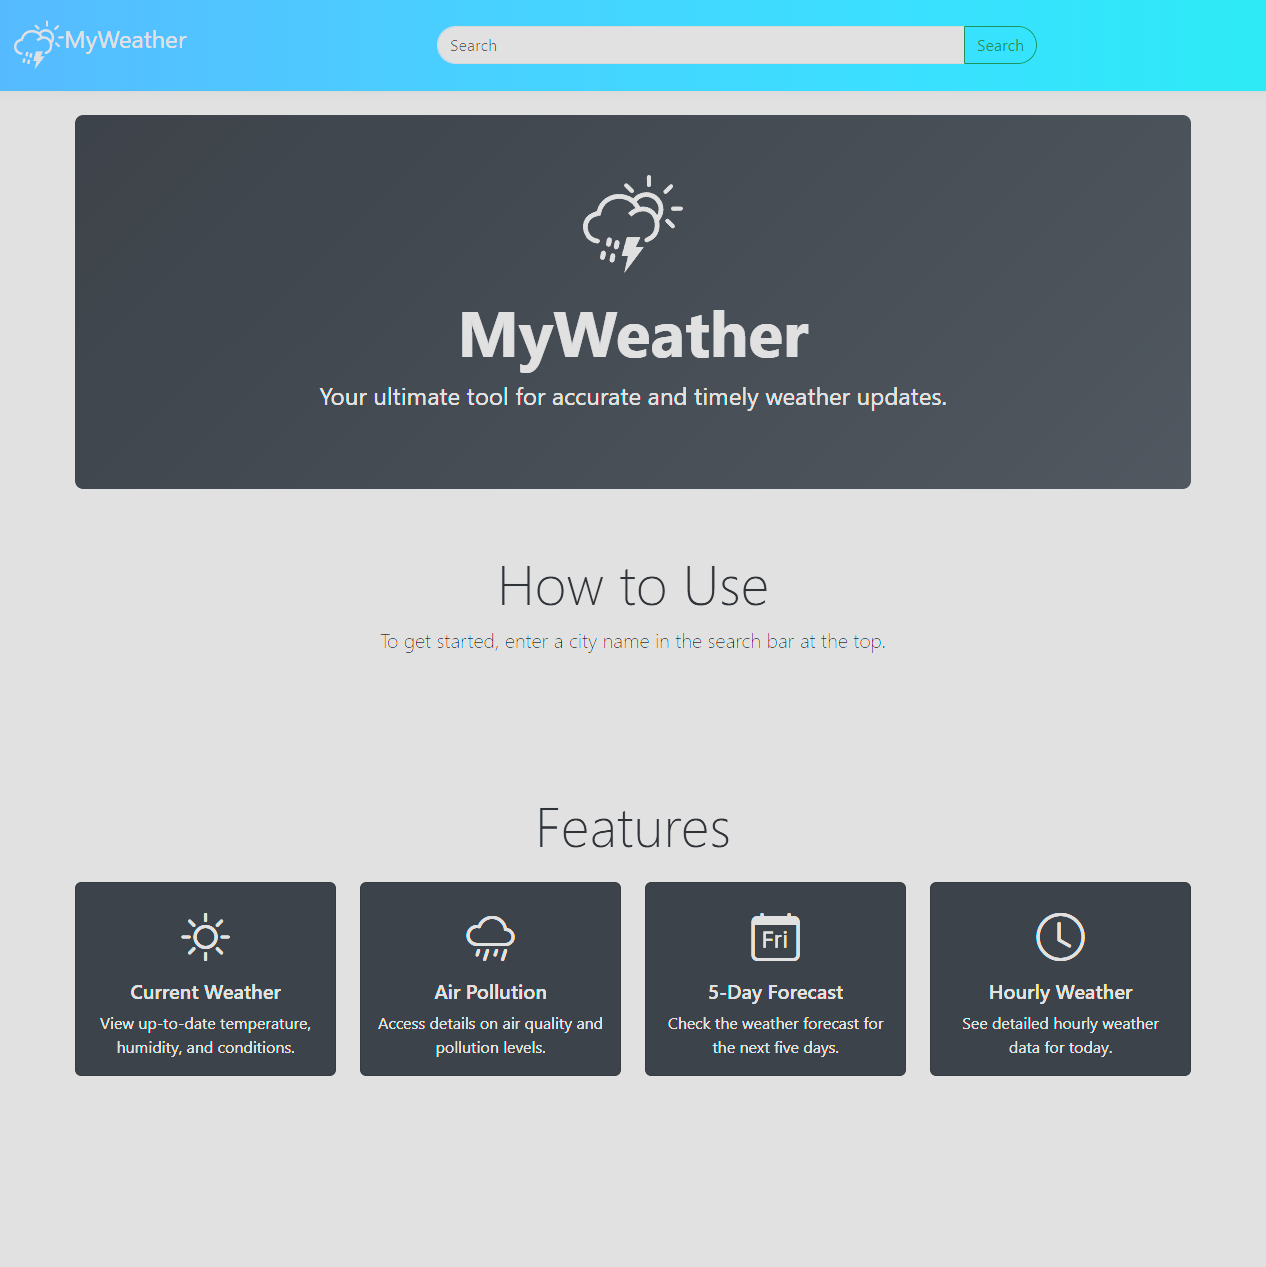 MyWeather
Search
Search
MyWeather
Your ultimate tool for accurate and timely weather updates.
How to Use
To get started, enter a city name in the search bar at the top.
Features
Current Weather
View up-to-date temperature,
humidity, and conditions.
Air Pollution
Access details on air quality and
pollution levels.
Fri
5-Day Forecast
Check the weather forecast for
the next five days.
Hourly Weather
See detailed hourly weather
data for today.